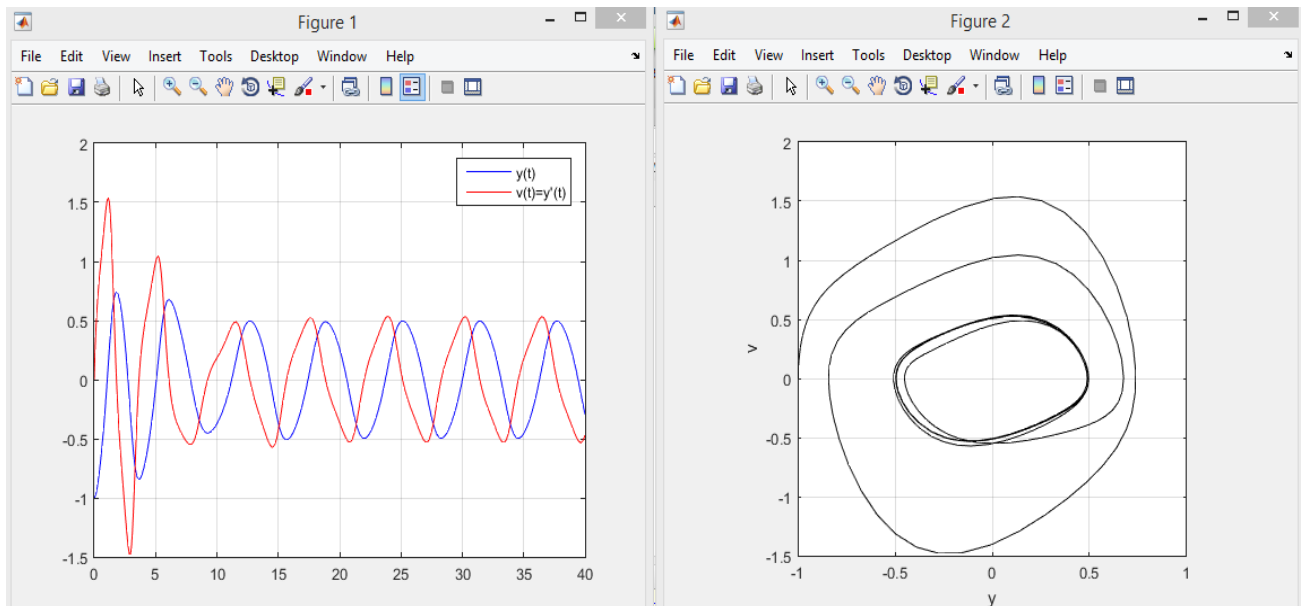 Figure 1
File Edit View Insert Tools Desktop Window Help
2
1.5
1
0.5
0
-0.5
-1
-1.5
0 5 10 15 20 25 30 35 40
y(t)
v(t)=y'(t)
Figure 2
File Edit View Insert Tools Desktop Window Help
2
1.5
1
0.5
0
-0.5
-1
-1.5
-1 -0.5 0 0.5 1
v
y